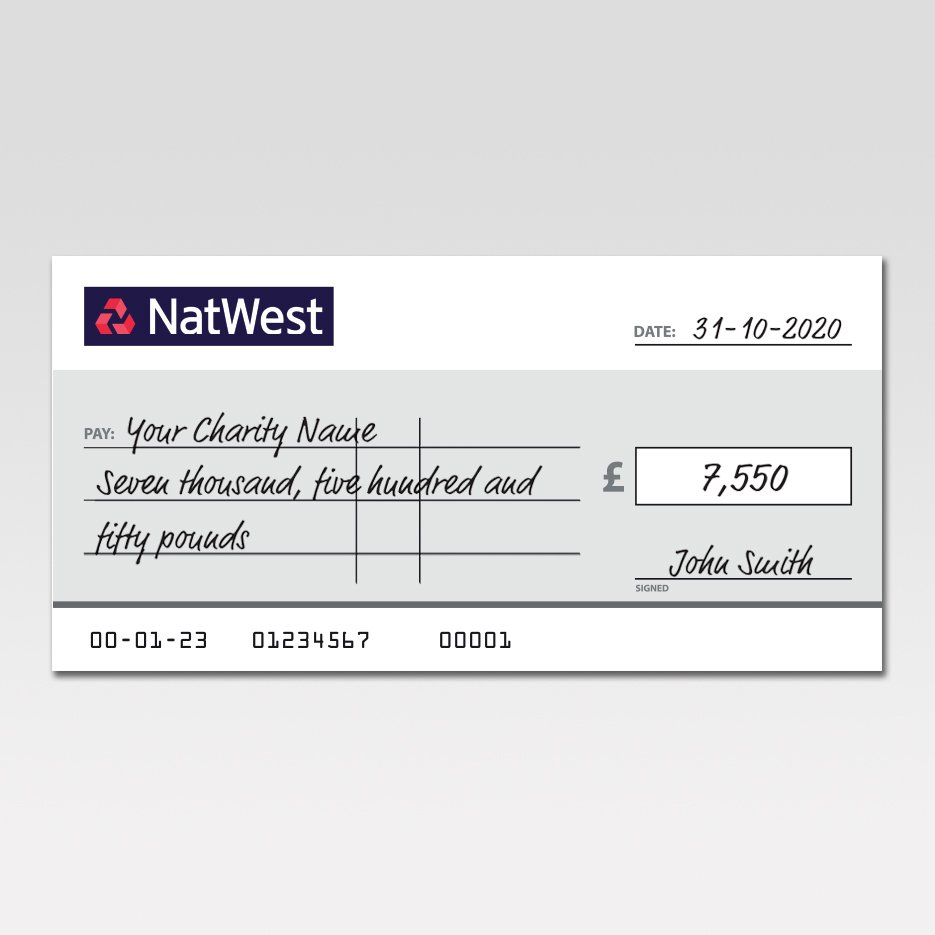 NatWest
DATE: 31-10-2020
PAY: Your Charity Name
Seven thousand, five hundred and
fifty pounds
£ 7,550
John Smith
SIGNED
00-01-23 01234567 00001